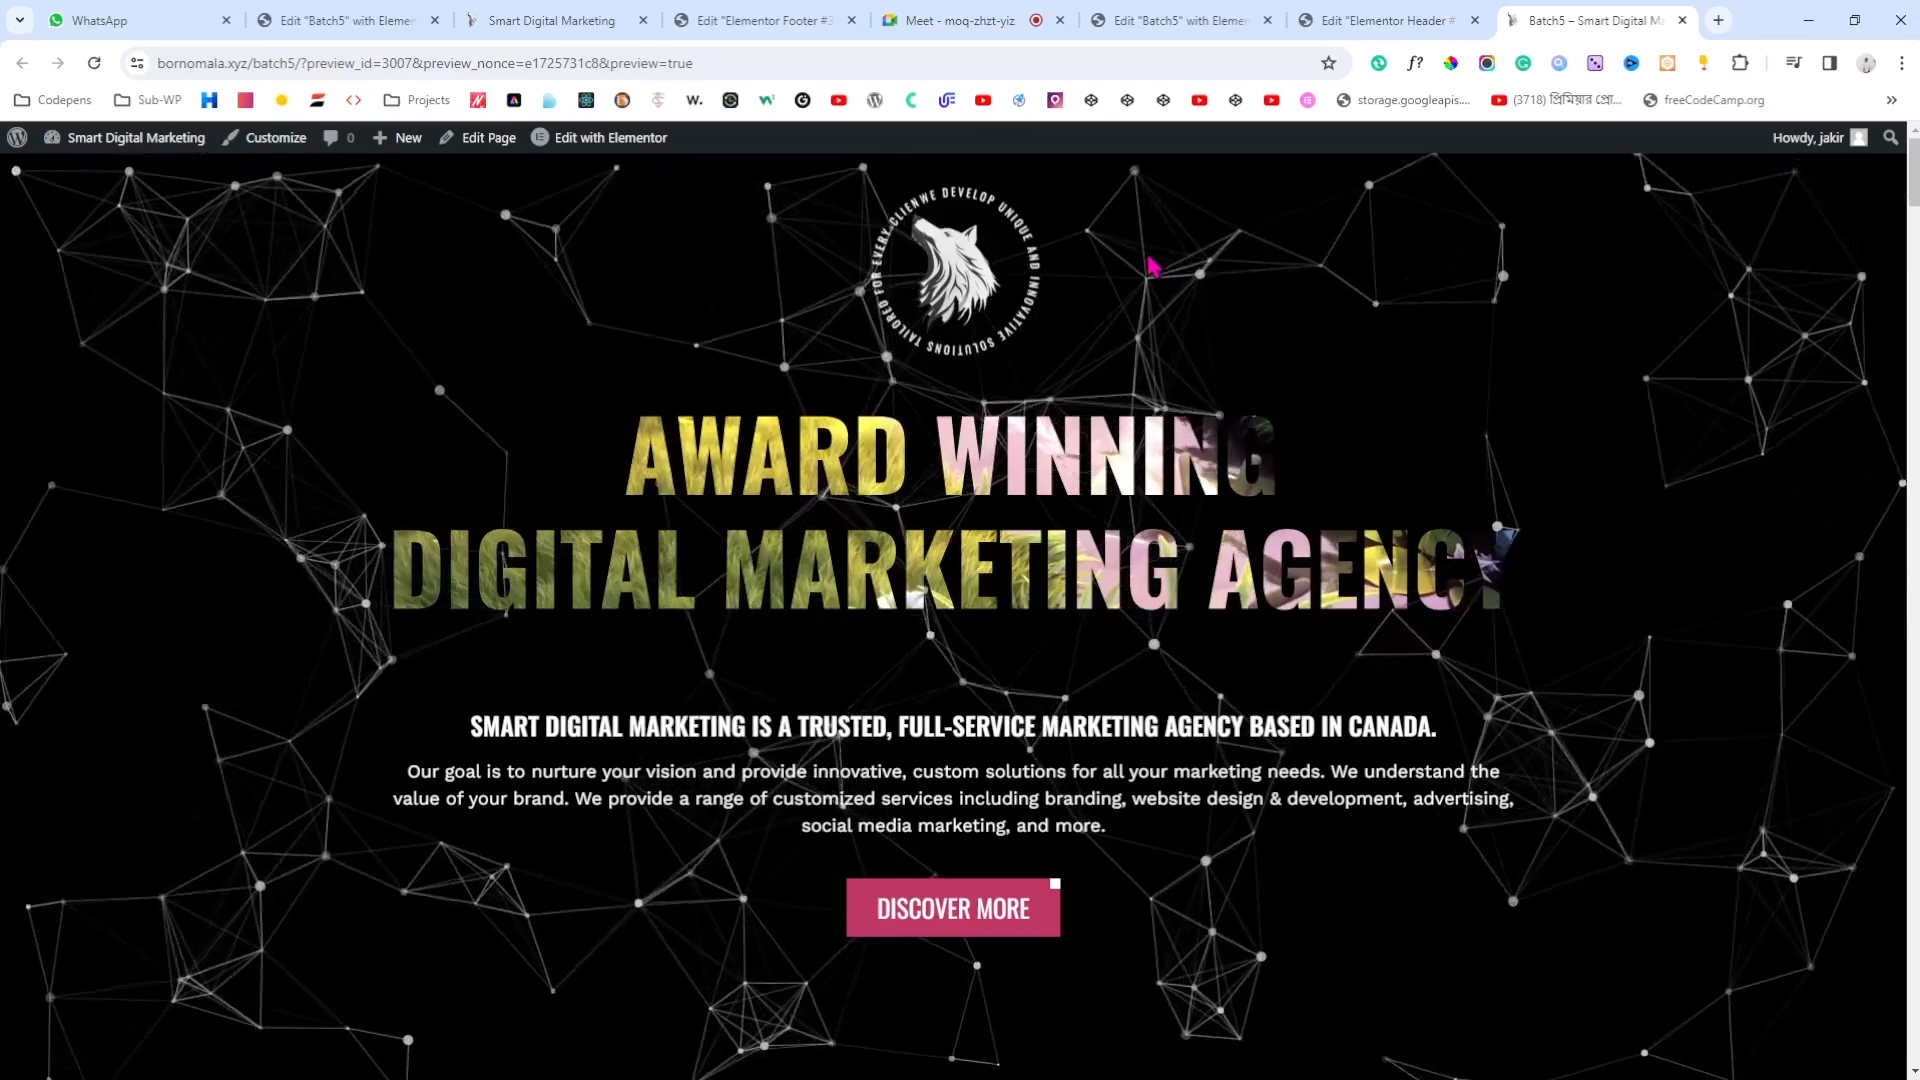 WhatsApp
Edit "Batch5" with Elemen
Smart Digital Marketing
Edit "Elementor Footer #3
Meet - moq-zhzt-yiz
Edit "Batch5" with Elemen
Edit "Elementor Header #
Batch5 – Smart Digital Ma
bornomala.xyz/batch5/?preview_id=3007&preview_nonce=e1725731c8&preview=true
Codepens
Sub-WP
Projects
storage.googleapis....
(3718) প্রিমিয়ার প্রো...
freeCodeCamp.org
Smart Digital Marketing
Customize
0
New
Edit Page
Edit with Elementor
Howdy, jakir
WE DEVELOP UNIQUE AND INNOVATIVE SOLUTIONS TAILORED FOR EVERY CLIEN
AWARD WINNING
DIGITAL MARKETING AGENCY
SMART DIGITAL MARKETING IS A TRUSTED, FULL-SERVICE MARKETING AGENCY BASED IN CANADA.
Our goal is to nurture your vision and provide innovative, custom solutions for all your marketing needs. We understand the
value of your brand. We provide a range of customized services including branding, website design & development, advertising,
social media marketing, and more.
DISCOVER MORE